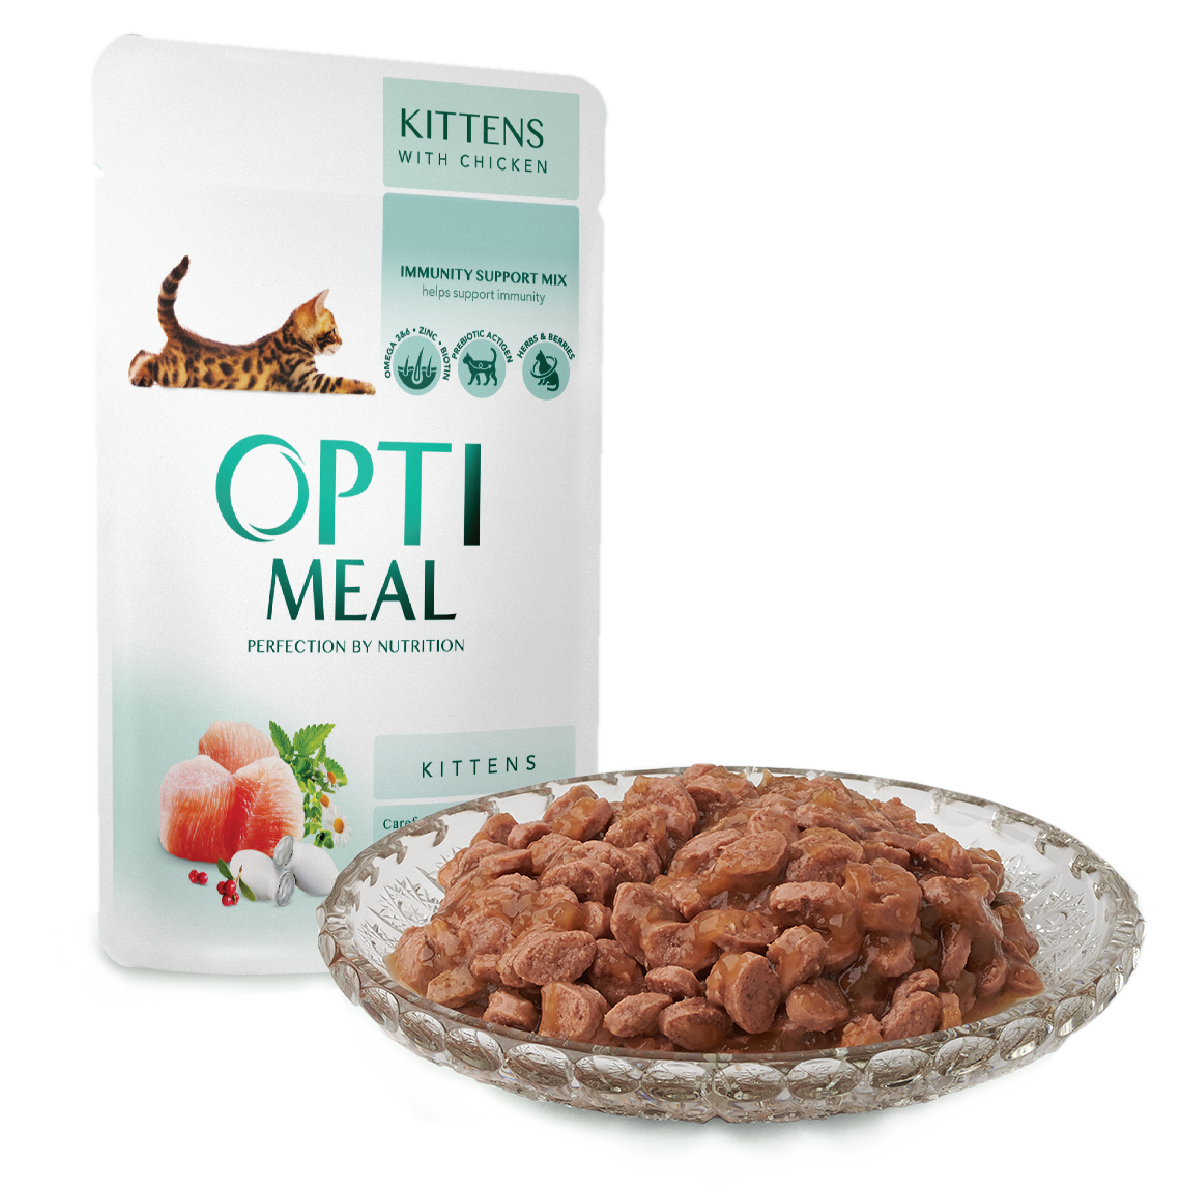 KITTENS
WITH CHICKEN
IMMUNITY SUPPORT MIX
helps support immunity
OMEGA 3&6 • ZINC • BIOTIN
PREBIOTIC ACTIGEN
HERBS & BERRIES
OPTI
MEAL
PERFECTION BY NUTRITION
KITTENS